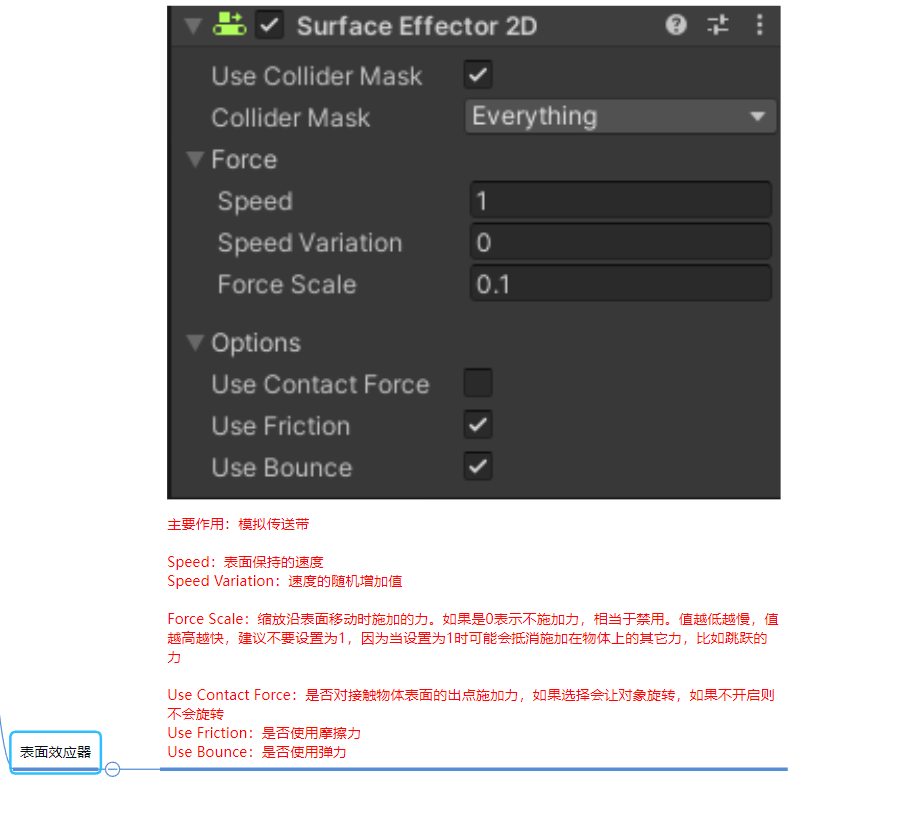 Surface Effector 2D
Use Collider Mask
Collider Mask Everything
Force
Speed 1
Speed Variation 0
Force Scale 0.1
Options
Use Contact Force
Use Friction
Use Bounce
主要作用：模拟传送带
Speed：表面保持的速度
Speed Variation：速度的随机增加值
Force Scale：缩放沿表面移动时施加的力。如果是0表示不施加力，相当于禁用。值越低越慢，值
越高越快，建议不要设置为1，因为当设置为1时可能会抵消施加在物体上的其它力，比如跳跃的
力
Use Contact Force：是否对接触物体表面的出点施加力，如果选择会让对象旋转，如果不开启则
不会旋转
Use Friction：是否使用摩擦力
Use Bounce：是否使用弹力
表面效应器